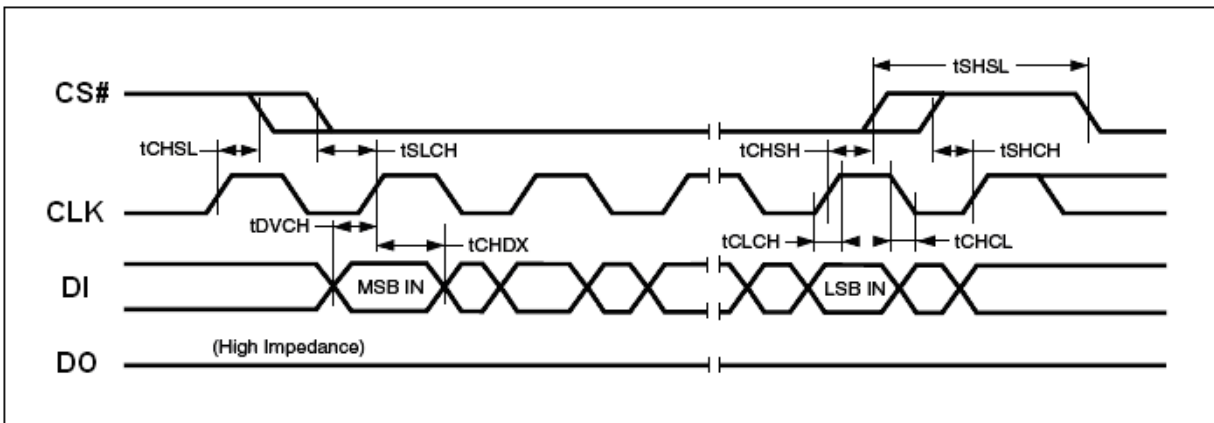 tSHSL
CS#
tCHSL
tSLCH
tCHSH
tSHCH
CLK
tDVCH
tCHDX
tCLCH
tCHCL
DI
MSB IN
LSB IN
(High Impedance)
DO